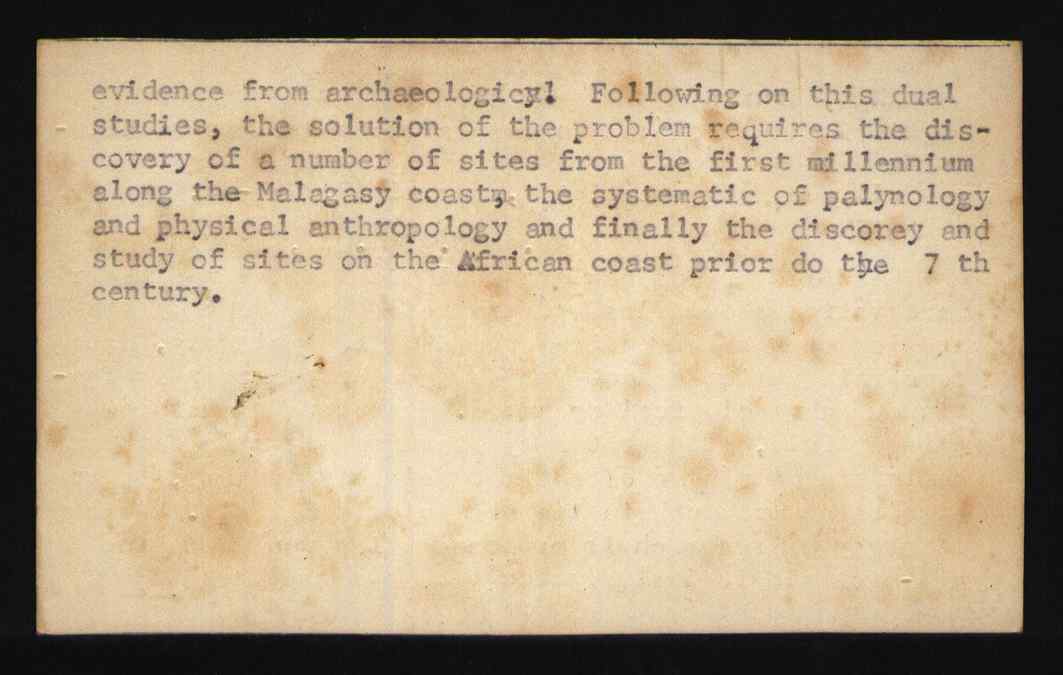 evidence from archaeologicyl. Following on this dual
studies, the solution of the problem requires the dis-
covery of a number of sites from the first millennium
along the Malagasy coast, the systematic of palynology
and physical anthropology and finally the discorey and
study of sites on the African coast prior do the 7 th
century.